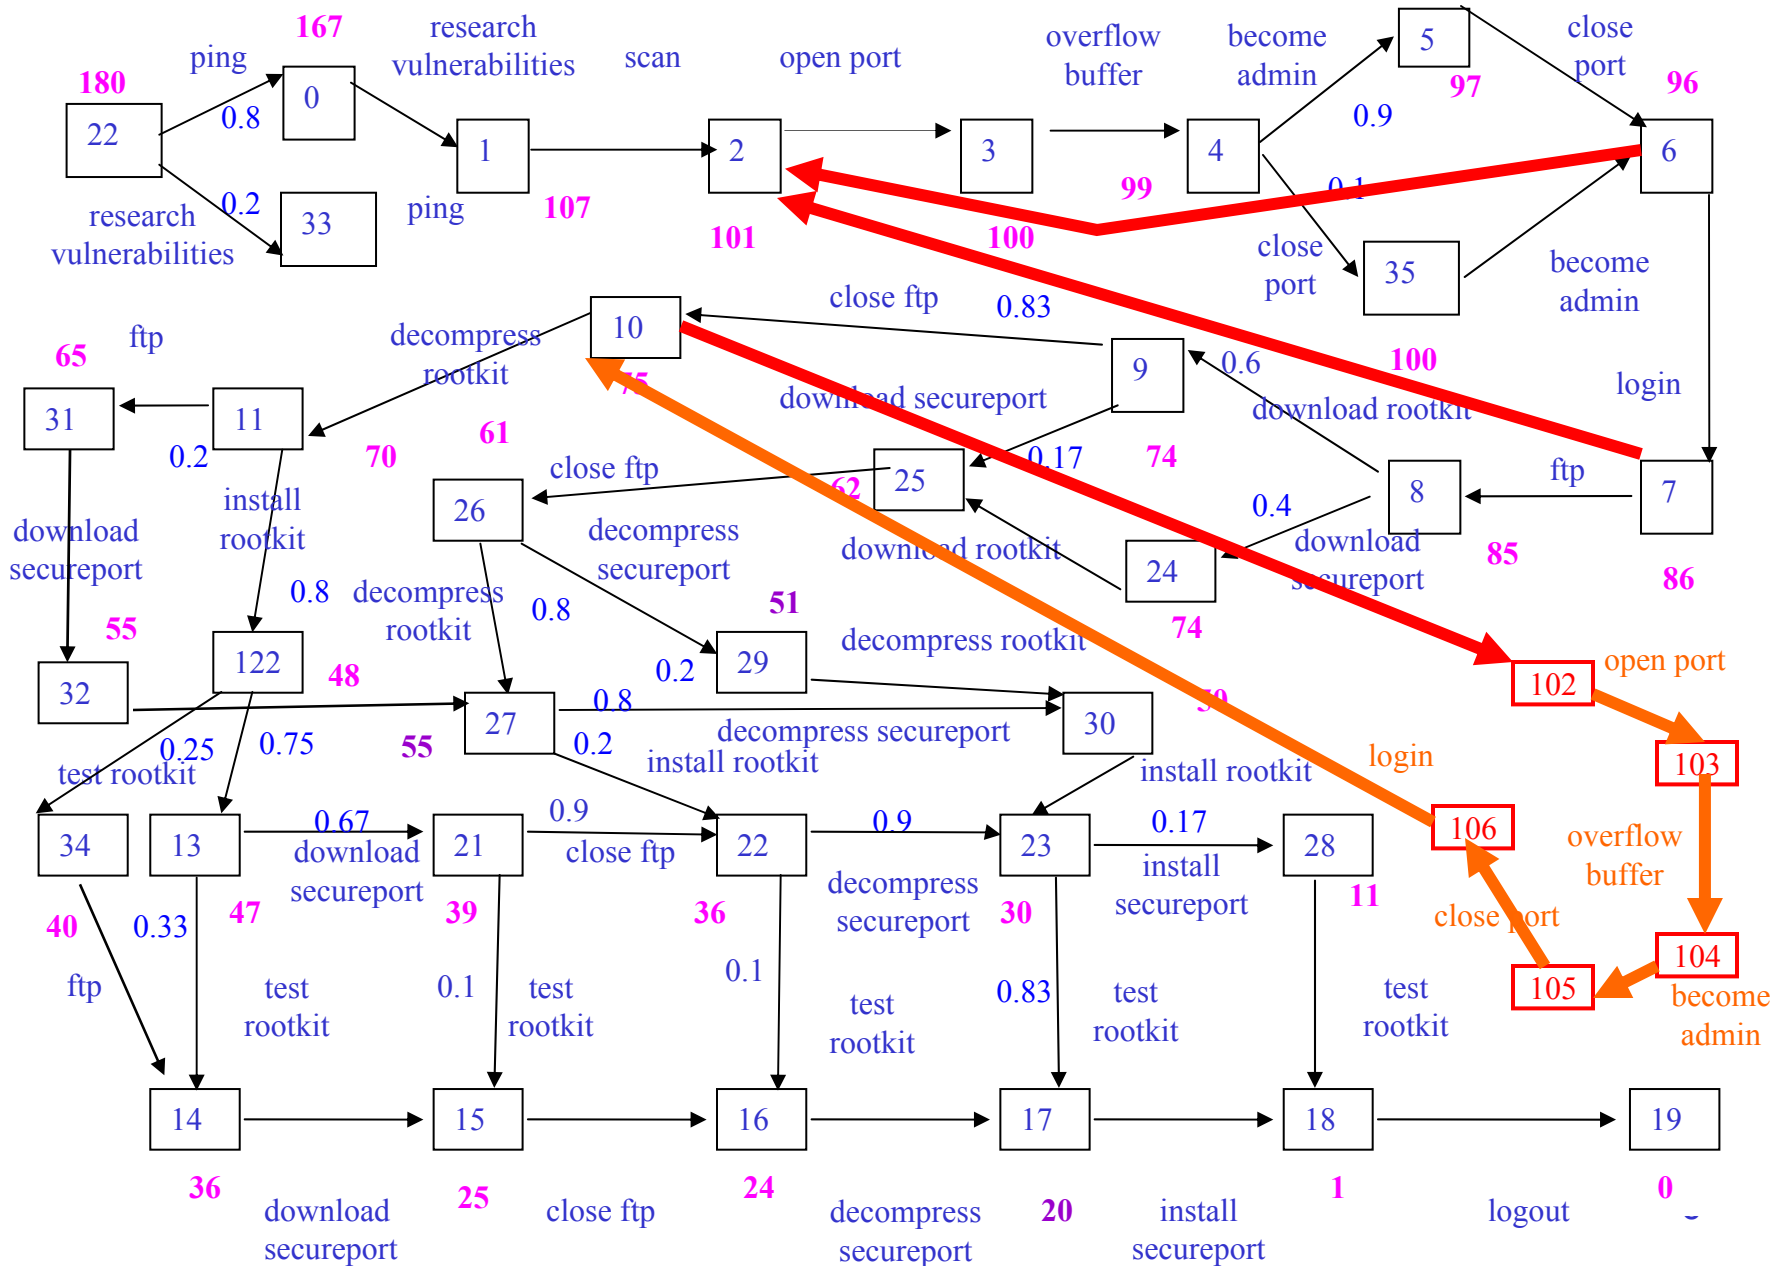 167
research
vulnerabilities
ping
scan
open port
overflow
buffer
become
admin
5
close
port
180
0
97
96
22
0.8
1
2
3
4
0.9
6
research
vulnerabilities
0.2
33
ping
107
101
100
99
0.1
close
port
35
become
admin
ftp
65
decompress
rootkit
10
75
close ftp
0.83
9
0.6
100
login
31
11
0.2
70
61
download secureport
download rootkit
install
rootkit
close ftp
62
25
0.17
74
8
ftp
7
download
secureport
26
decompress
secureport
download rootkit
0.4
download
secureport
85
86
24
74
0.8
decompress
rootkit
0.8
51
55
32
122
48
0.2
29
decompress rootkit
50
102
open port
27
0.8
decompress secureport
30
103
0.25
0.75
55
0.2
install rootkit
install rootkit
login
test rootkit
34
13
0.67
download
secureport
21
0.9
close ftp
22
0.9
decompress
secureport
23
0.17
install
secureport
28
106
overflow
buffer
40
0.33
47
39
36
30
11
close port
104
ftp
test
rootkit
0.1
test
rootkit
0.1
test
rootkit
0.83
test
rootkit
test
rootkit
105
become
admin
14
15
16
17
18
19
36
25
24
20
1
0
download
secureport
close ftp
decompress
secureport
install
secureport
logout